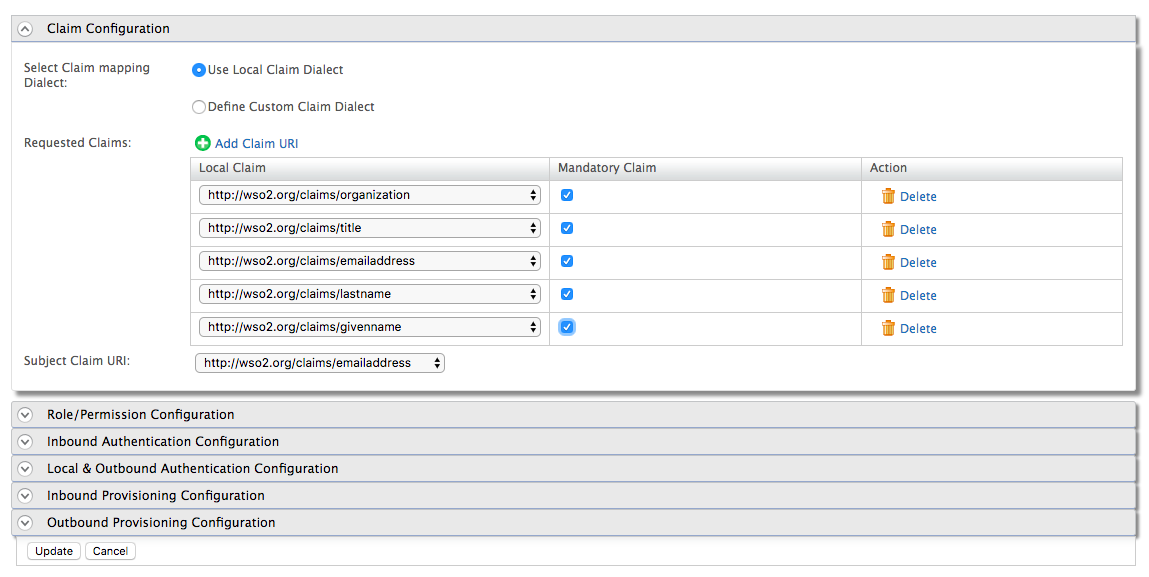 Claim Configuration
Select Claim mapping
Dialect:
Use Local Claim Dialect
Define Custom Claim Dialect
Requested Claims:
Add Claim URI
Local Claim Mandatory Claim Action
http://wso2.org/claims/organization Delete
http://wso2.org/claims/title Delete
http://wso2.org/claims/emailaddress Delete
http://wso2.org/claims/lastname Delete
http://wso2.org/claims/givenname Delete
Subject Claim URI: http://wso2.org/claims/emailaddress
Role/Permission Configuration
Inbound Authentication Configuration
Local & Outbound Authentication Configuration
Inbound Provisioning Configuration
Outbound Provisioning Configuration
Update Cancel